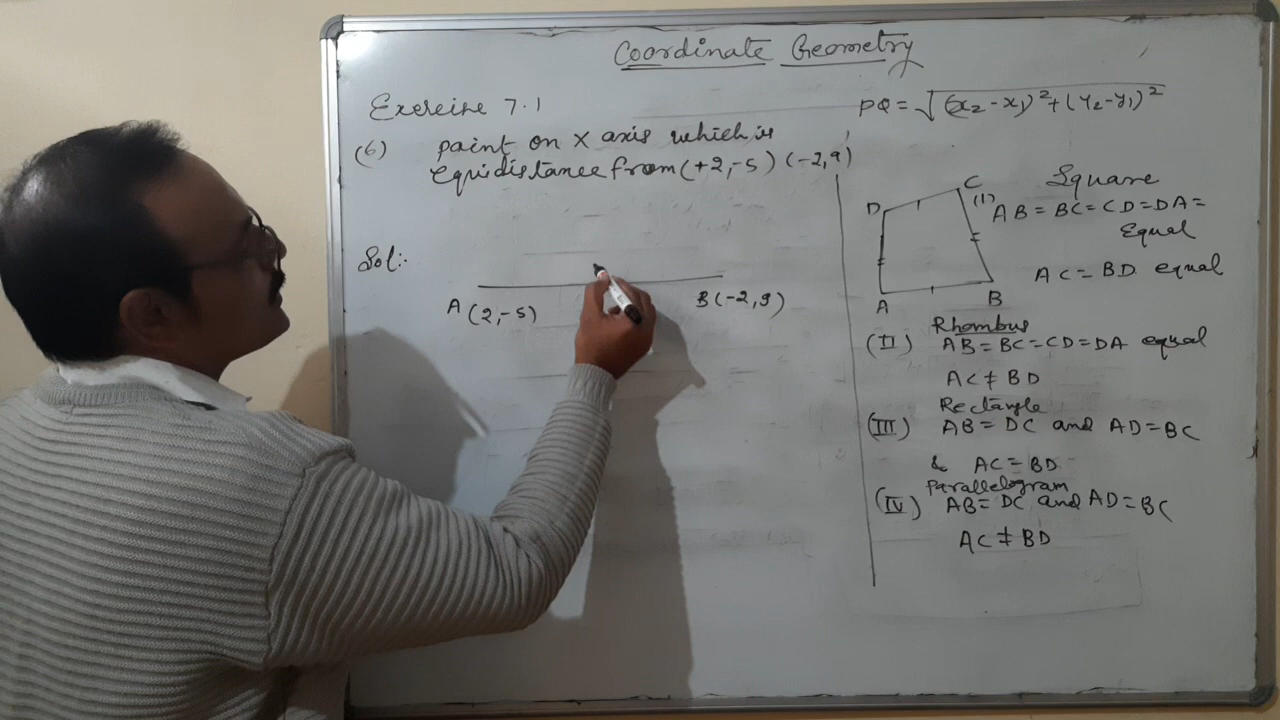 Coordinate Geometry
Exercise 7.1
PQ = √(x₂-x₁)²+(y₂-y₁)²
(6) point on X axis which is
equidistance from (+2,-5) (-2,9)
Sol:-
A (2,-5)
B (-2,9)
D
C
A
B
Square
(1) AB = BC = CD = DA =
Equal
AC = BD equal
Rhombus
(II) AB = BC = CD = DA equal
AC ≠ BD
Rectangle
(III) AB = DC and AD = BC
& AC = BD
Parallelogram
(IV) AB = DC and AD = BC
AC ≠ BD